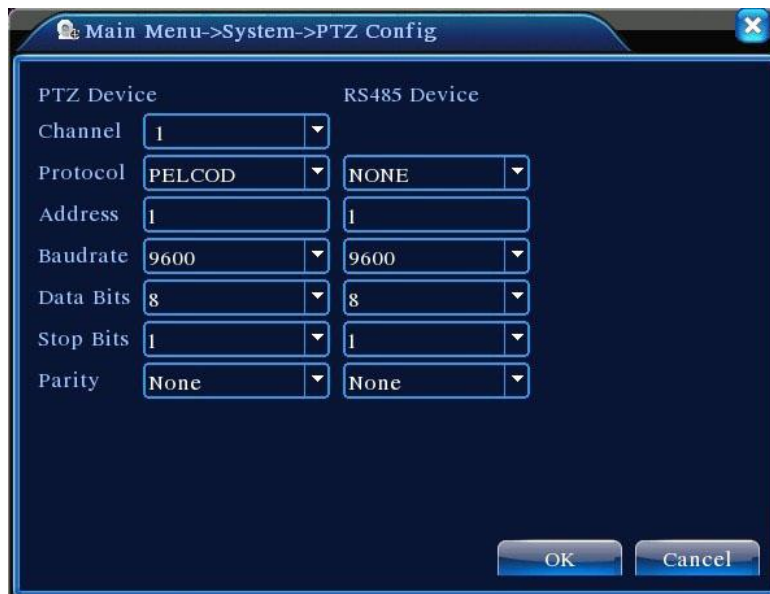 Main Menu->System->PTZ Config
PTZ Device RS485 Device
Channel 1
Protocol PELCOD NONE
Address 1 1
Baudrate 9600 9600
Data Bits 8 8
Stop Bits 1 1
Parity None None
OK Cancel